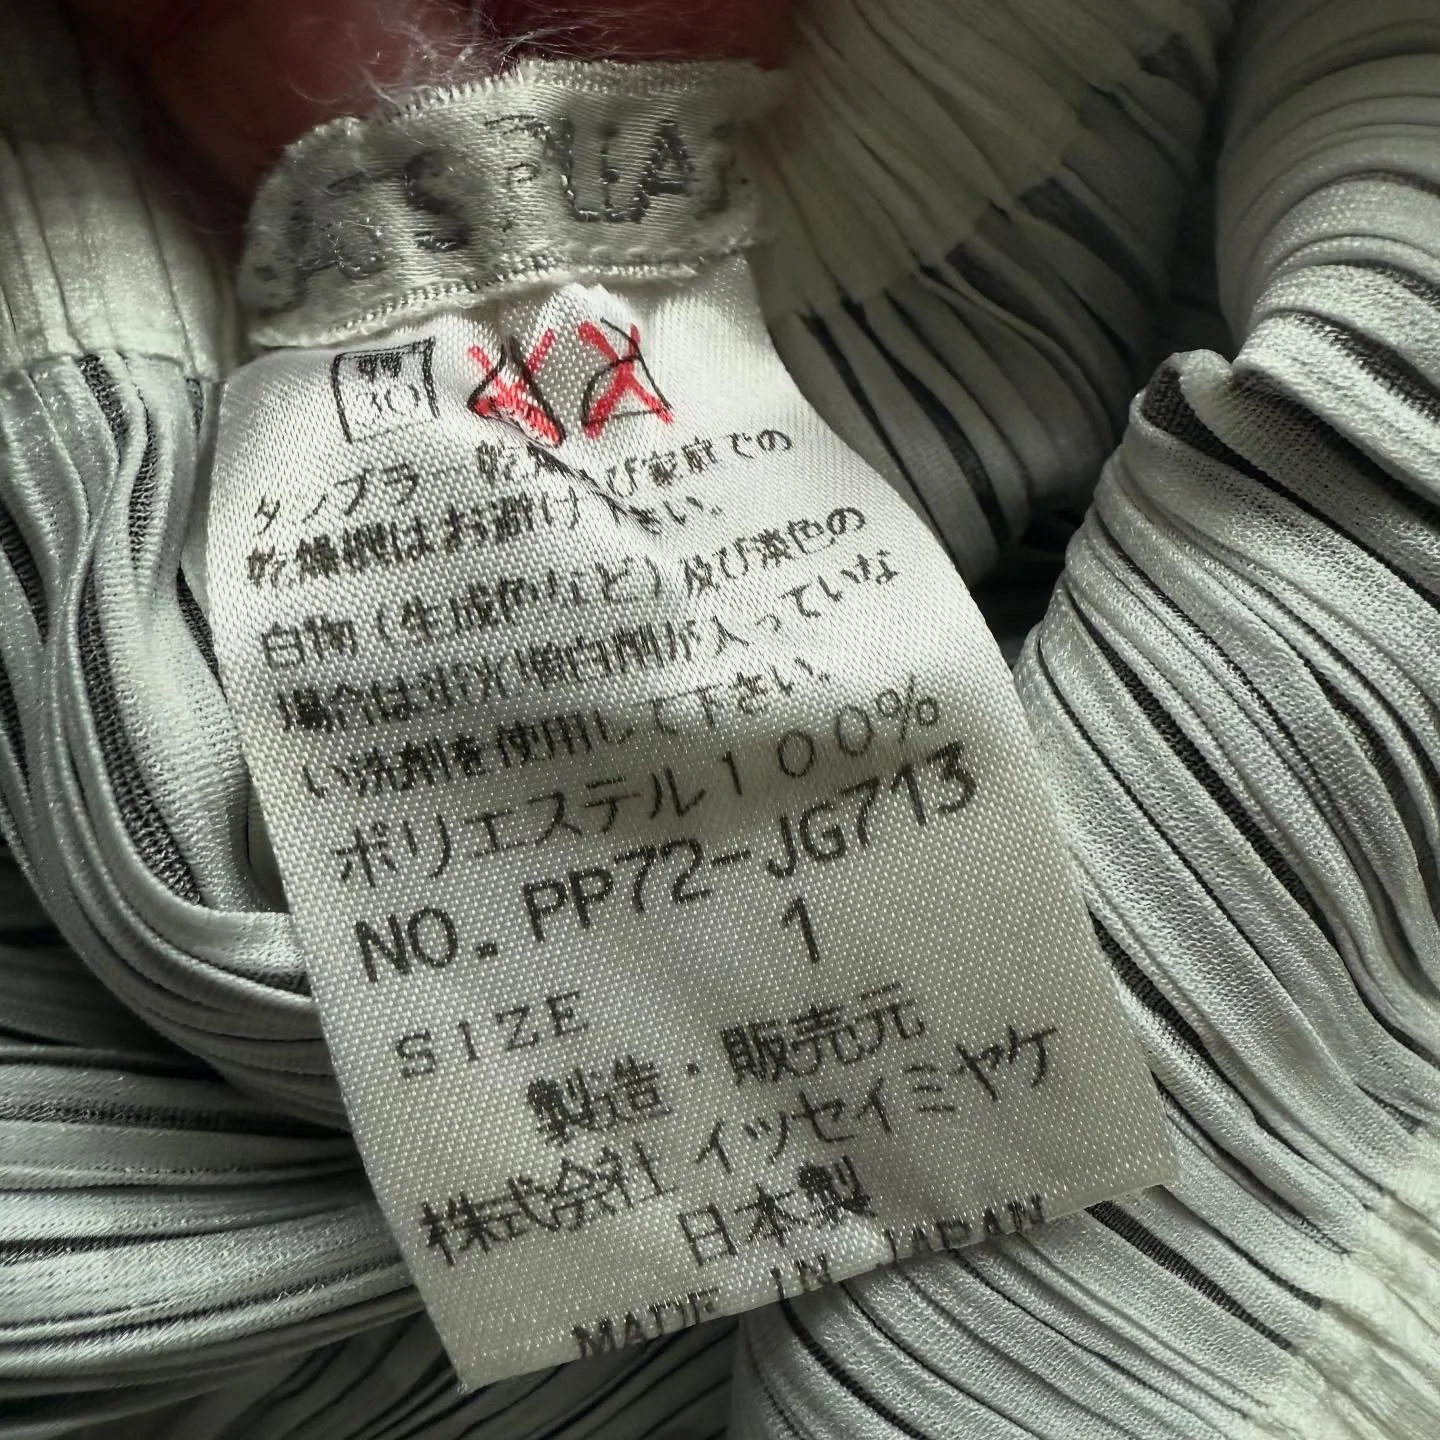 30
タンブラー乾燥及び家庭での
乾燥機はお避け下さい。
白物（生成色など）及び淡色の
場合は蛍光増白剤が入っていな
い洗剤を使用して下さい。
ポリエステル100%
NO. PP72-JG713
SIZE 1
製造・販売元
株式会社 イッセイミヤケ
日本製
MADE IN JAPAN